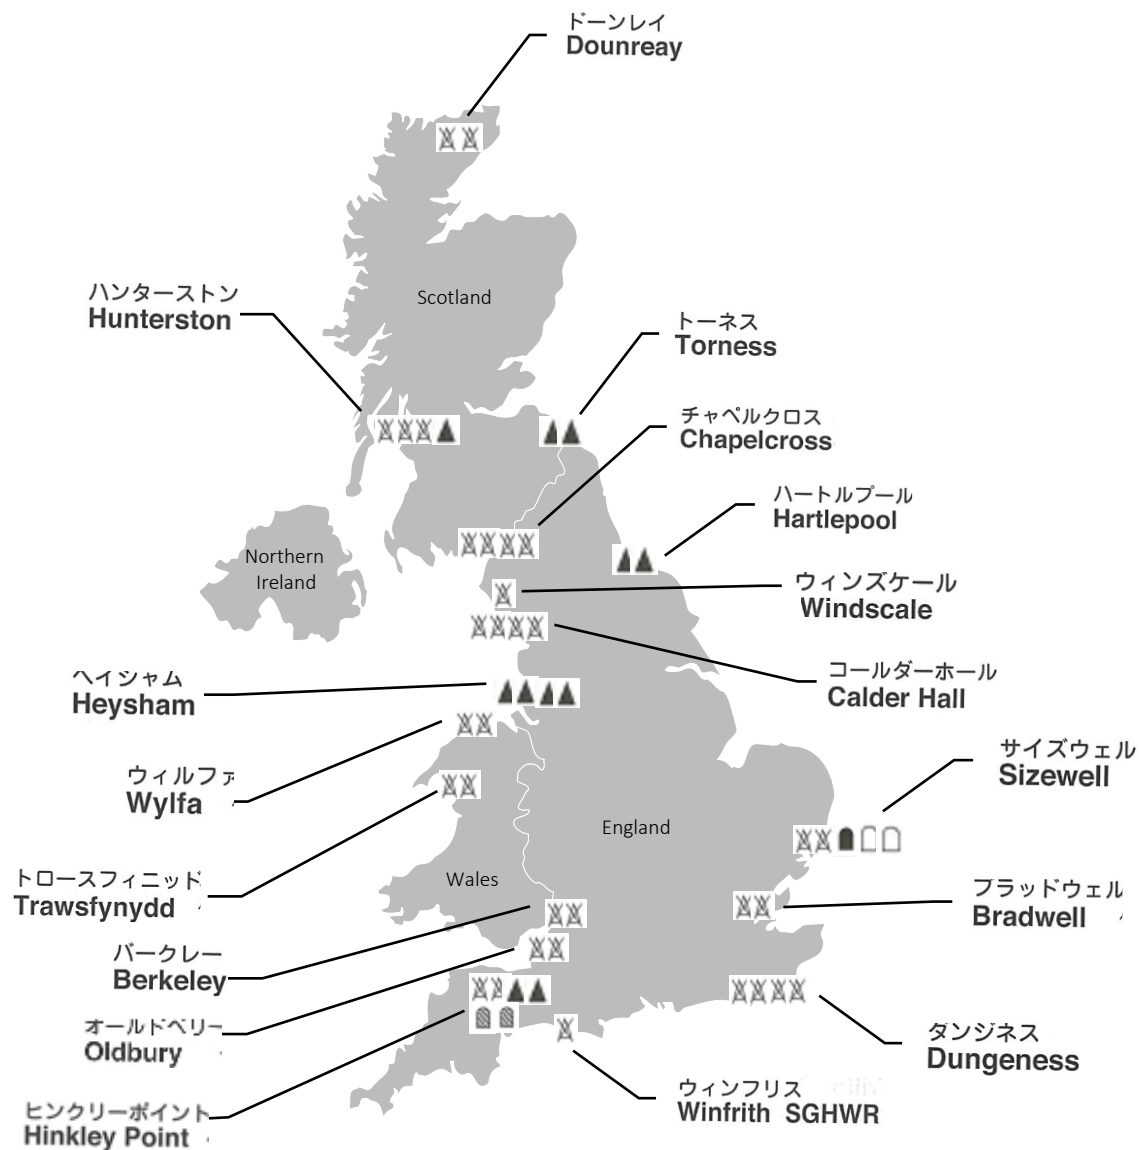 ドーンレイ
Dounreay
Scotland
ハンターストン
Hunterston
トーネス
Torness
チャペルクロス
Chapelcross
ハートルプール
Hartlepool
Northern
Ireland
ウィンズケール
Windscale
コールダーホール
Calder Hall
ヘイシャム
Heysham
サイズウェル
Sizewell
ウィルファ
Wylfa
England
トロースフィニッド
Trawsfynydd
Wales
ブラッドウェル
Bradwell
バークレー
Berkeley
オールドベリー
Oldbury
ダンジネス
Dungeness
ウィンフリス
Winfrith SGHWR
ヒンクリーポイント
Hinkley Point